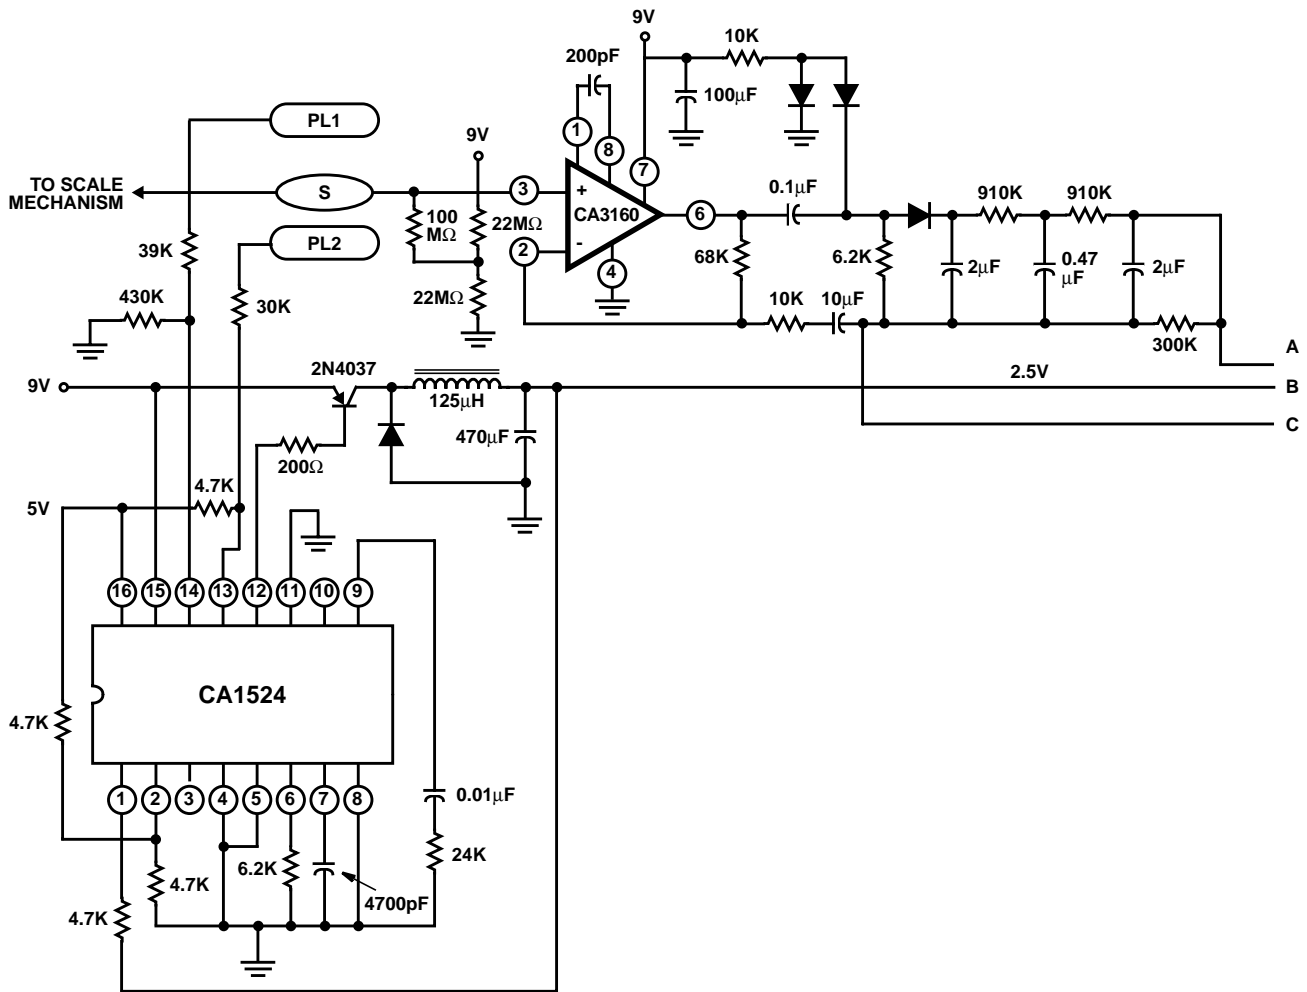 9V
10K
200pF
100µF
PL1
1
8
9V
7
TO SCALE
MECHANISM
S
3
+
CA3160
6
0.1µF
910K
910K
100
MΩ
22MΩ
PL2
2
-
39K
4
68K
6.2K
2µF
0.47
µF
2µF
430K
30K
22MΩ
10K
10µF
300K
A
2N4037
2.5V
9V
B
125µH
C
470µF
200Ω
4.7K
5V
16
15
14
13
12
11
10
9
CA1524
4.7K
1
2
3
4
5
6
7
8
0.01µF
6.2K
24K
4.7K
4700pF
4.7K